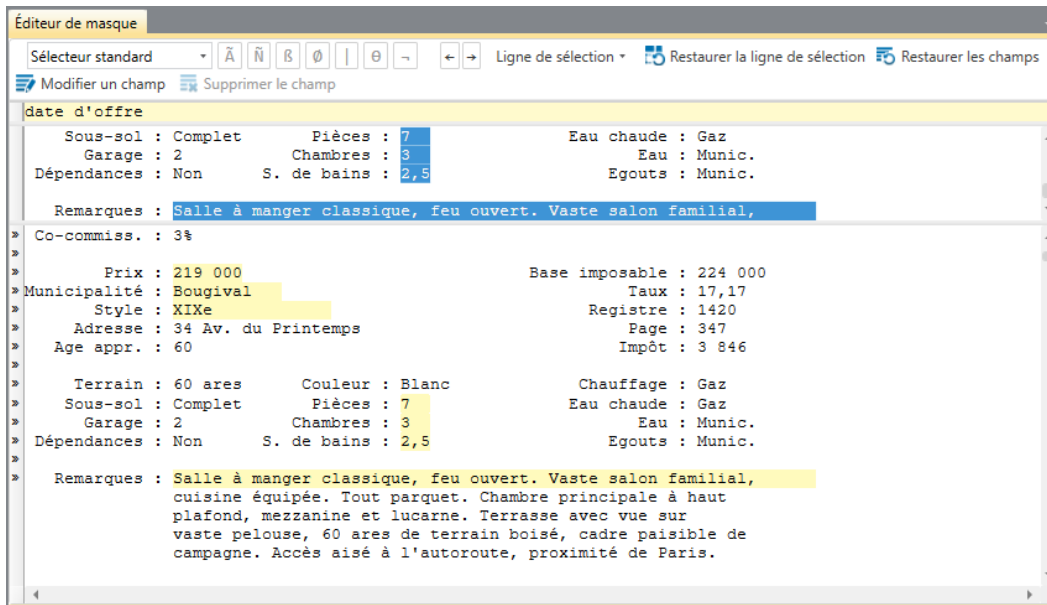 Éditeur de masque
Sélecteur standard Ã Ñ ß Ø | Θ ¬ ← → Ligne de sélection Restaurer la ligne de sélection Restaurer les champs
Modifier un champ Supprimer le champ
date d'offre
Sous-sol : Complet Pièces : 7 Eau chaude : Gaz
Garage : 2 Chambres : 3 Eau : Munic.
Dépendances : Non S. de bains : 2,5 Egouts : Munic.
Remarques : Salle à manger classique, feu ouvert. Vaste salon familial,
» Co-commiss. : 3%
»
» Prix : 219 000 Base imposable : 224 000
» Municipalité : Bougival Taux : 17,17
» Style : XIXe Registre : 1420
» Adresse : 34 Av. du Printemps Page : 347
» Age appr. : 60 Impôt : 3 846
»
» Terrain : 60 ares Couleur : Blanc Chauffage : Gaz
» Sous-sol : Complet Pièces : 7 Eau chaude : Gaz
» Garage : 2 Chambres : 3 Eau : Munic.
» Dépendances : Non S. de bains : 2,5 Egouts : Munic.
»
» Remarques : Salle à manger classique, feu ouvert. Vaste salon familial,
cuisine équipée. Tout parquet. Chambre principale à haut
plafond, mezzanine et lucarne. Terrasse avec vue sur
vaste pelouse, 60 ares de terrain boisé, cadre paisible de
campagne. Accès aisé à l'autoroute, proximité de Paris.